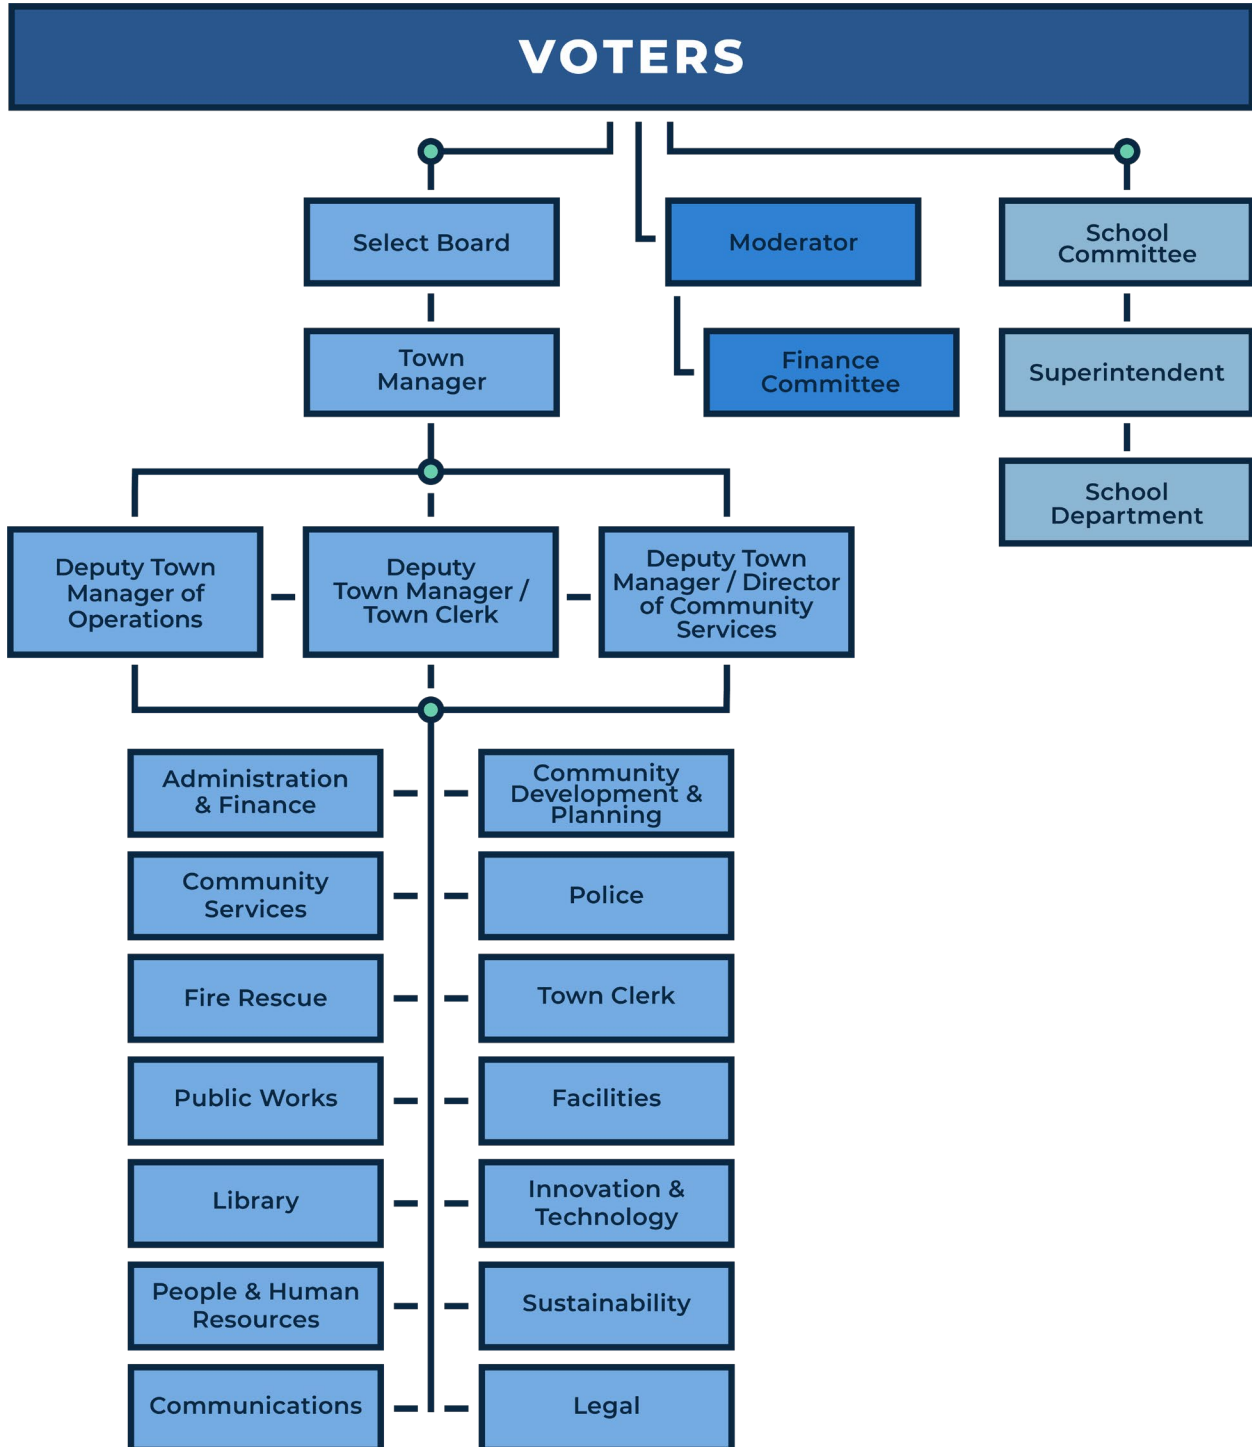 VOTERS
Select Board
Moderator
School
Committee
Town
Manager
Finance
Committee
Superintendent
School
Department
Deputy Town
Manager of
Operations
Deputy
Town Manager /
Town Clerk
Deputy Town
Manager / Director
of Community
Services
Administration
& Finance
Community
Development &
Planning
Community
Services
Police
Fire Rescue
Town Clerk
Public Works
Facilities
Library
Innovation &
Technology
People & Human
Resources
Sustainability
Communications
Legal